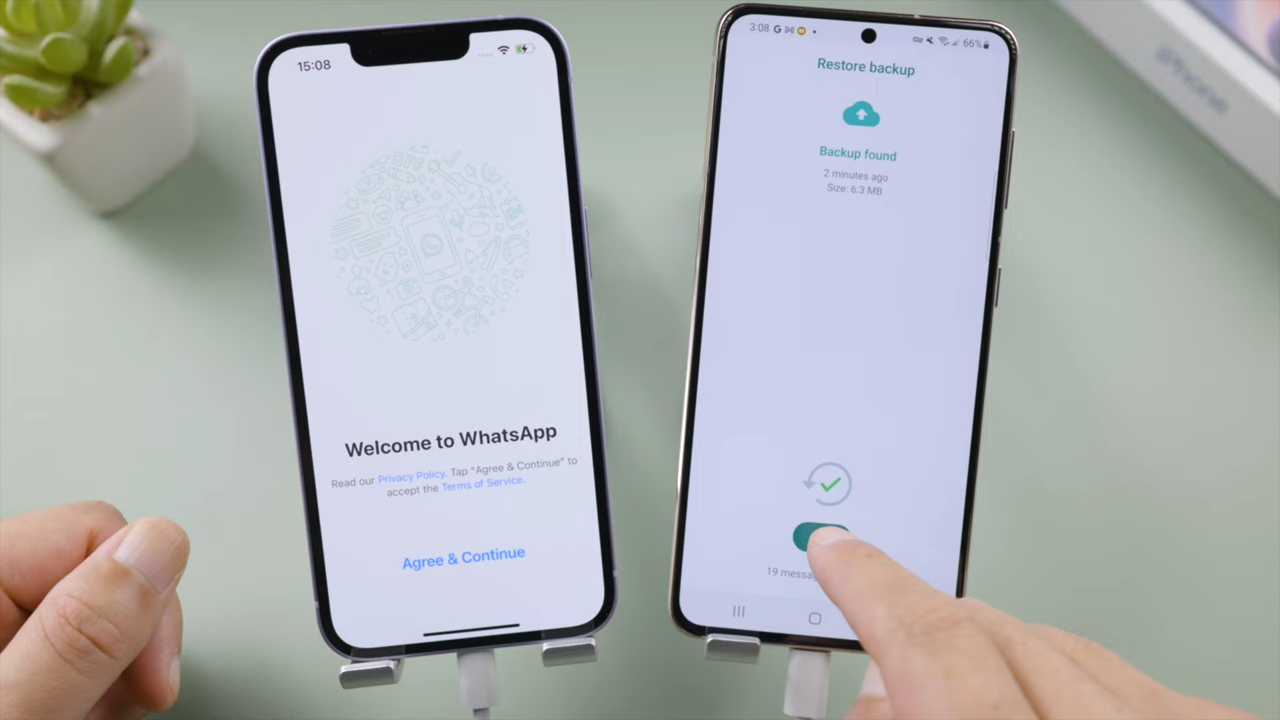 15:08
Welcome to WhatsApp
Read our Privacy Policy. Tap "Agree & Continue" to
accept the Terms of Service.
Agree & Continue
3:08
66%
Restore backup
Backup found
2 minutes ago
Size: 6.3 MB
19
iPhone